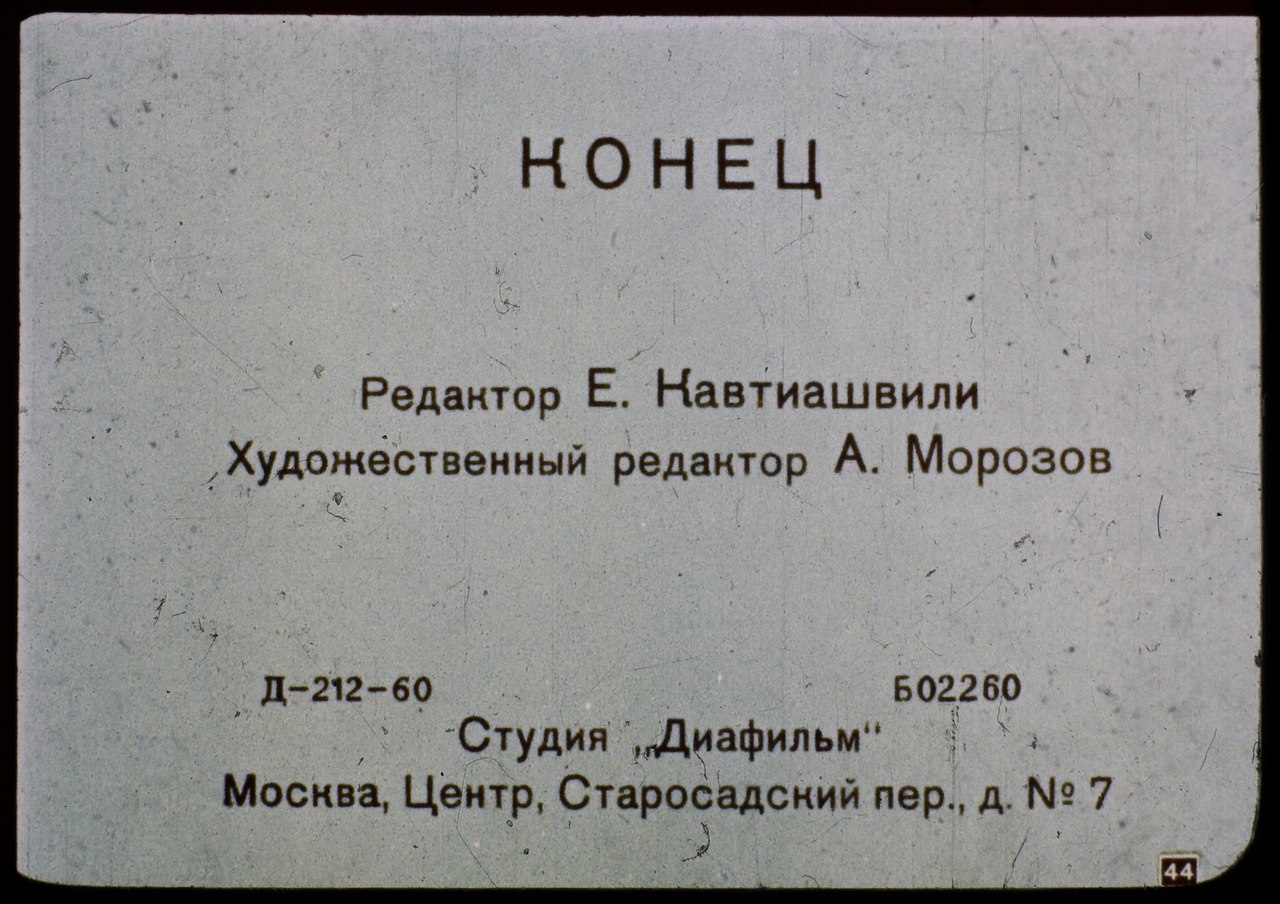 КОНЕЦ
Редактор Е. Кавтиашвили
Художественный редактор А. Морозов
Д-212-60 Б02260
Студия „Диафильм“
Москва, Центр, Старосадский пер., д. № 7
44